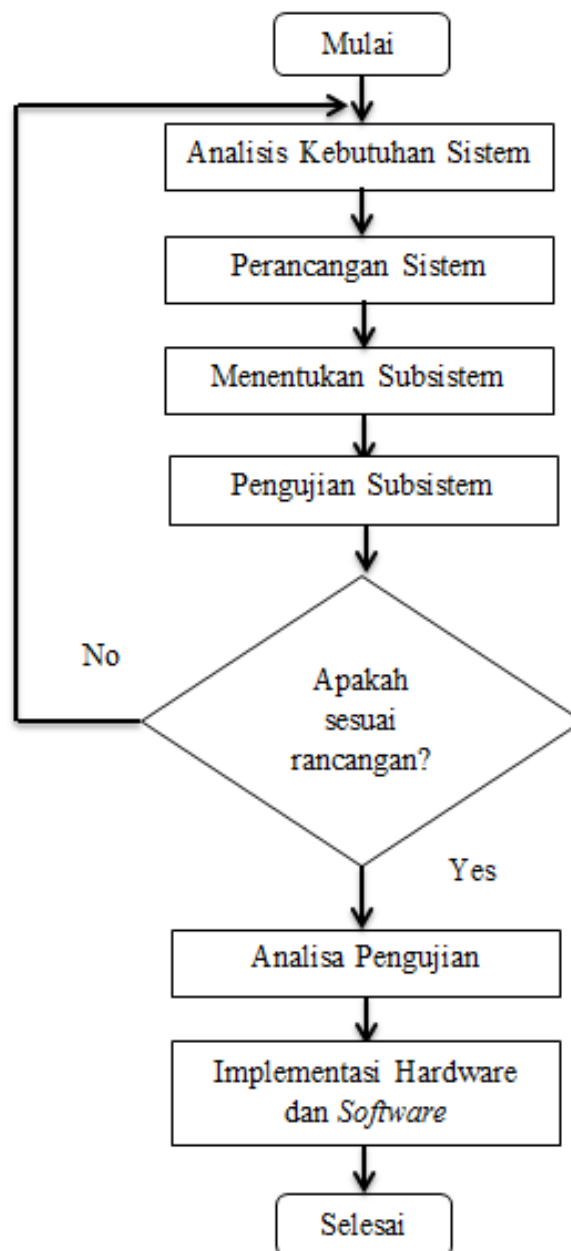 Mulai
Analisis Kebutuhan Sistem
Perancangan Sistem
Menentukan Subsistem
Pengujian Subsistem
No
Apakah
sesuai
rancangan?
Yes
Analisa Pengujian
Implementasi Hardware
dan Software
Selesai